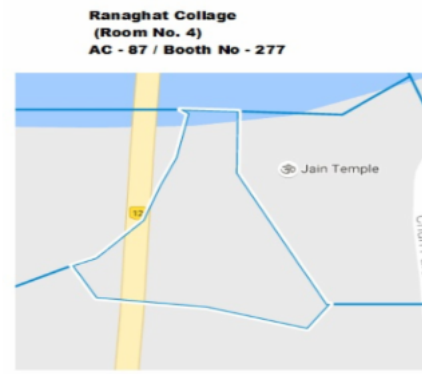 Ranaghat Collage
(Room No. 4)
AC - 87 / Booth No - 277
Jain Temple
12